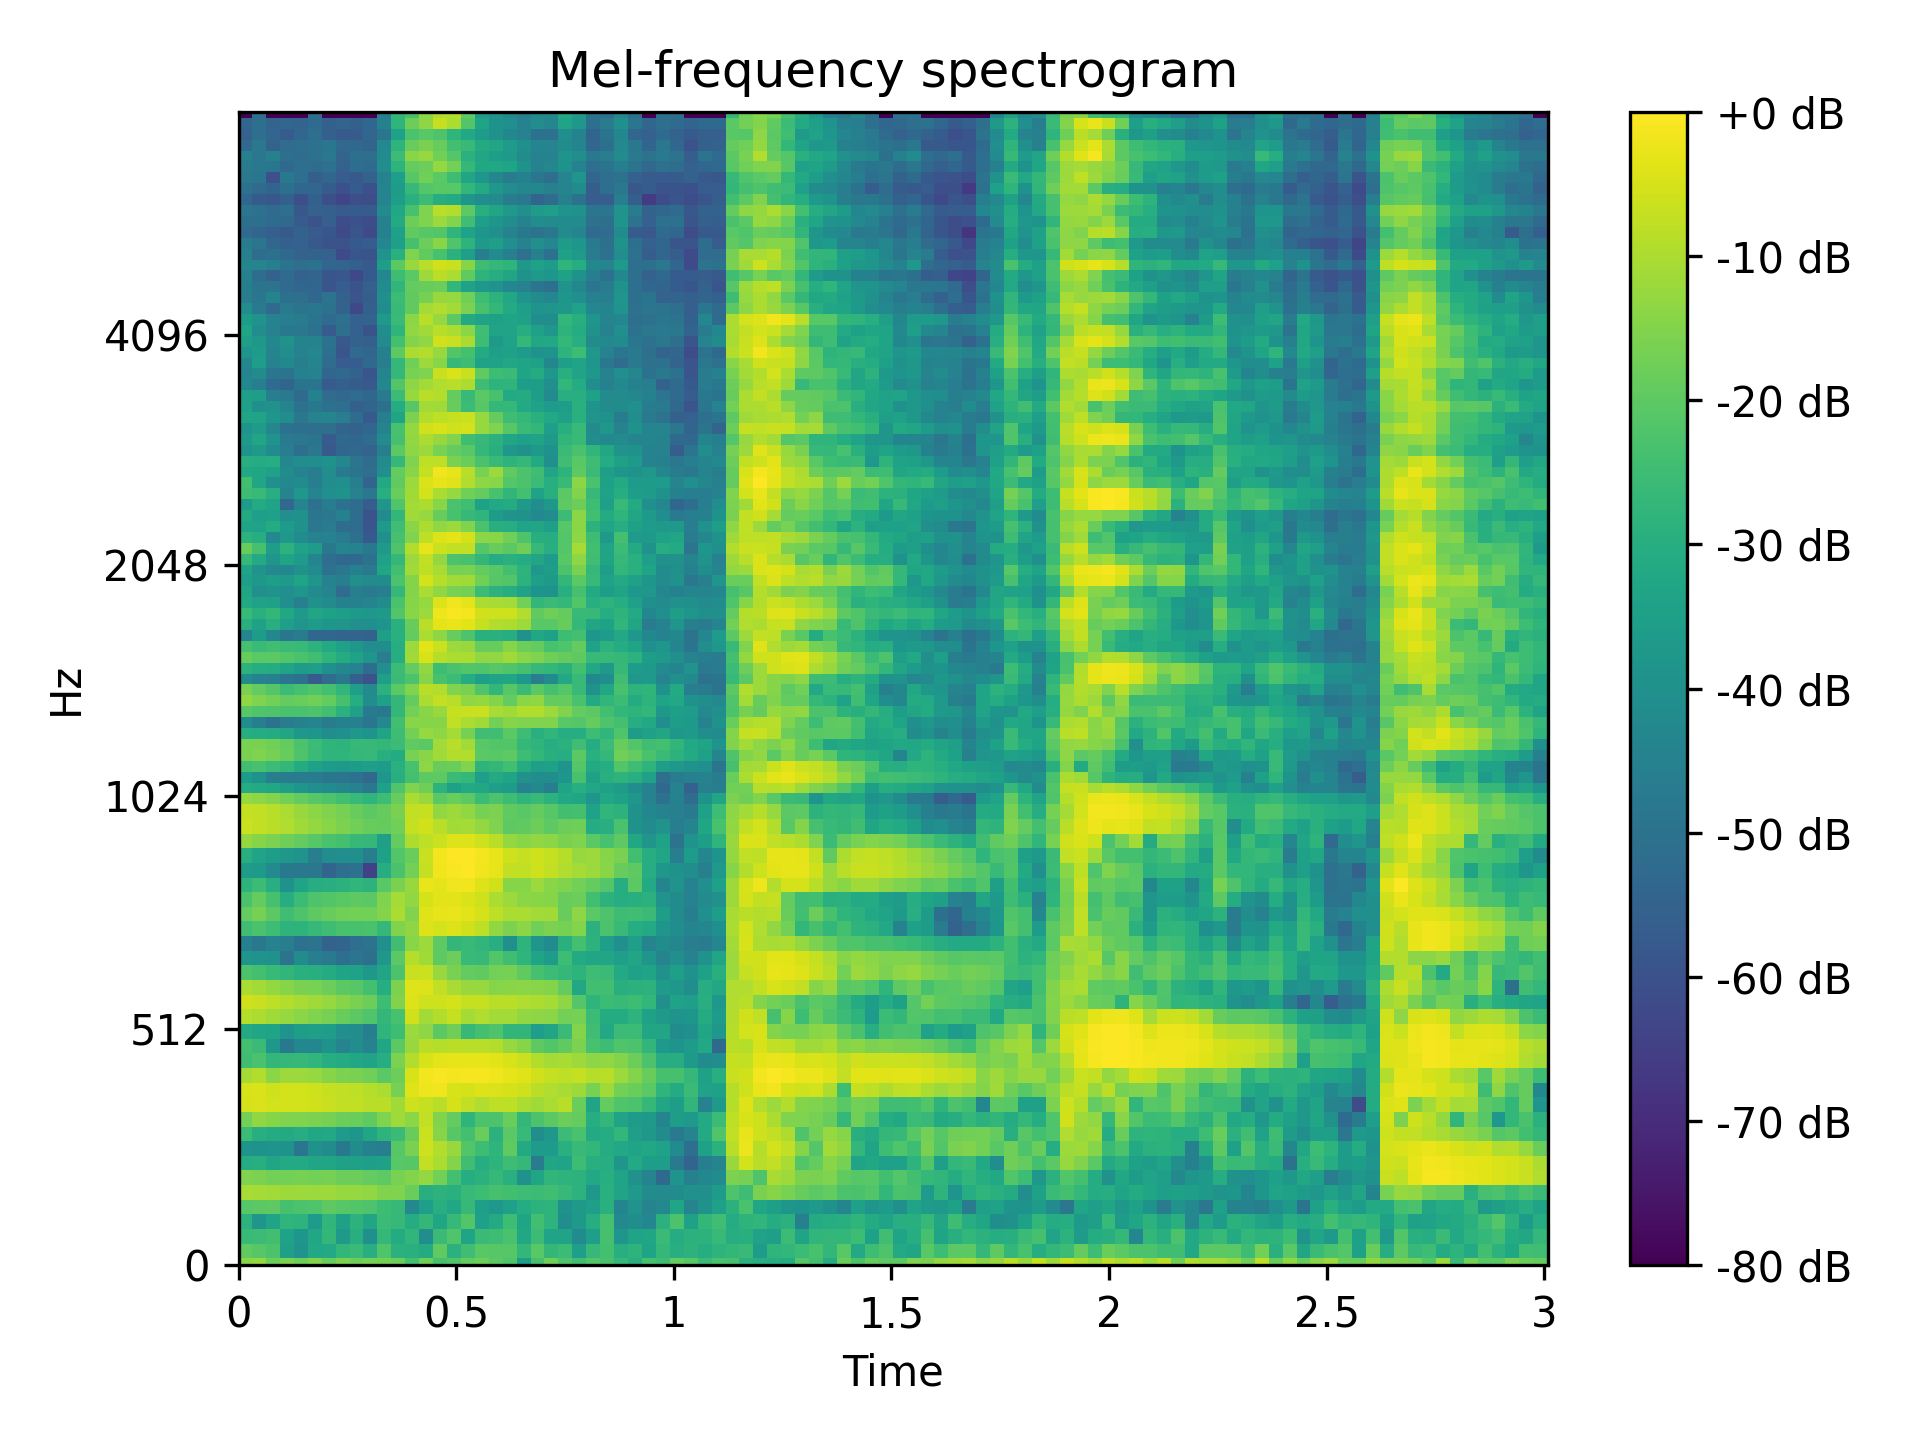 Mel-frequency spectrogram
+0 dB
-10 dB
-20 dB
-30 dB
-40 dB
-50 dB
-60 dB
-70 dB
-80 dB
Hz
4096
2048
1024
512
0
0 0.5 1 1.5 2 2.5 3
Time